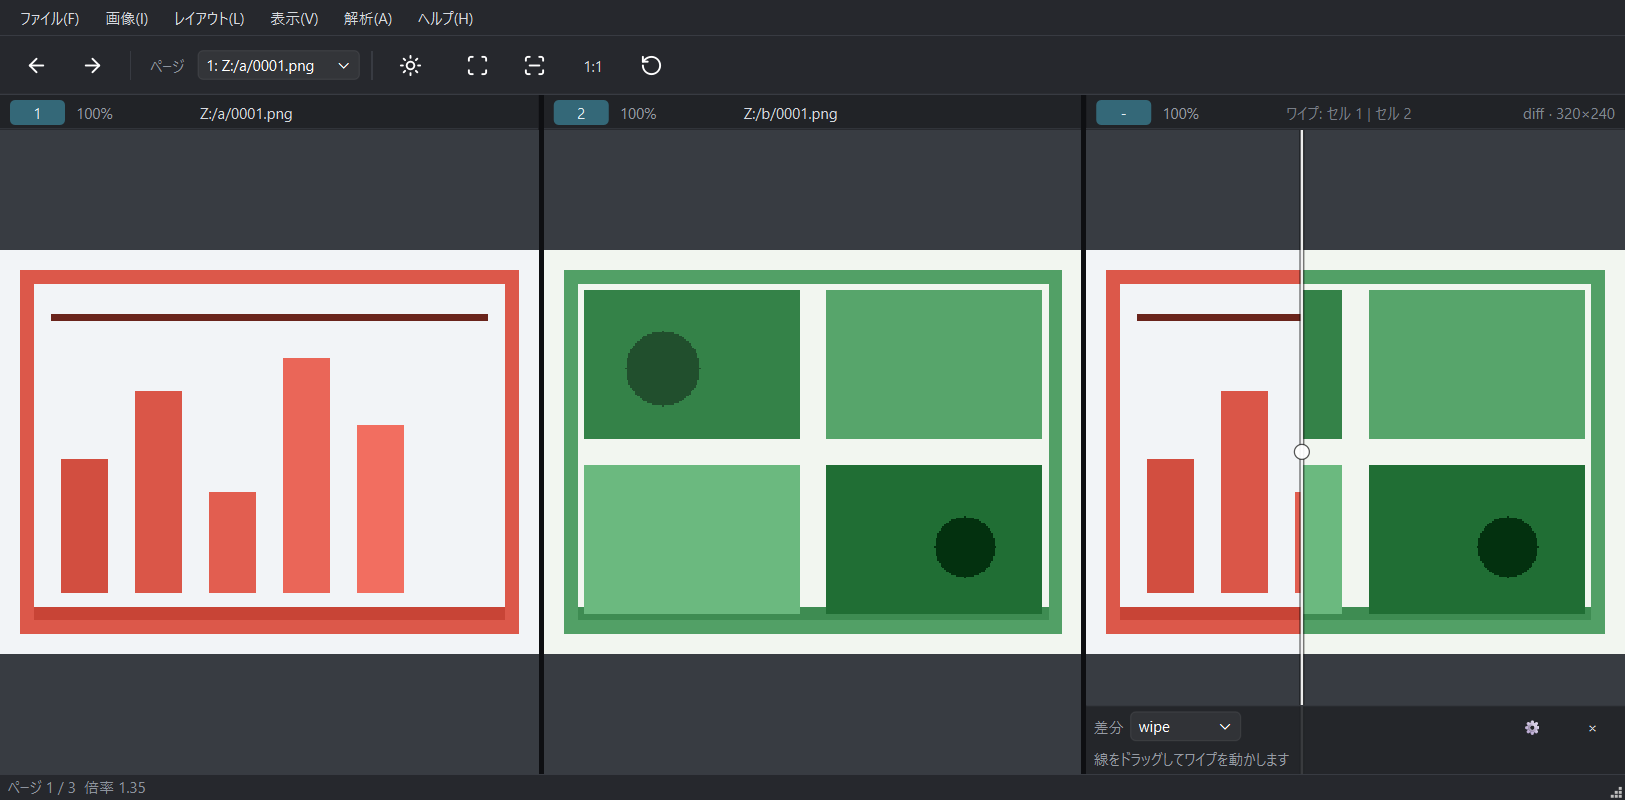 ファイル(F) 画像(I) レイアウト(L) 表示(V) 解析(A) ヘルプ(H)
ページ 1: Z:/a/0001.png 1:1
1 100% Z:/a/0001.png
2 100% Z:/b/0001.png
- 100% ワイプ: セル 1 | セル 2 diff · 320×240
差分 wipe ×
線をドラッグしてワイプを動かします
ページ 1 / 3 倍率 1.35